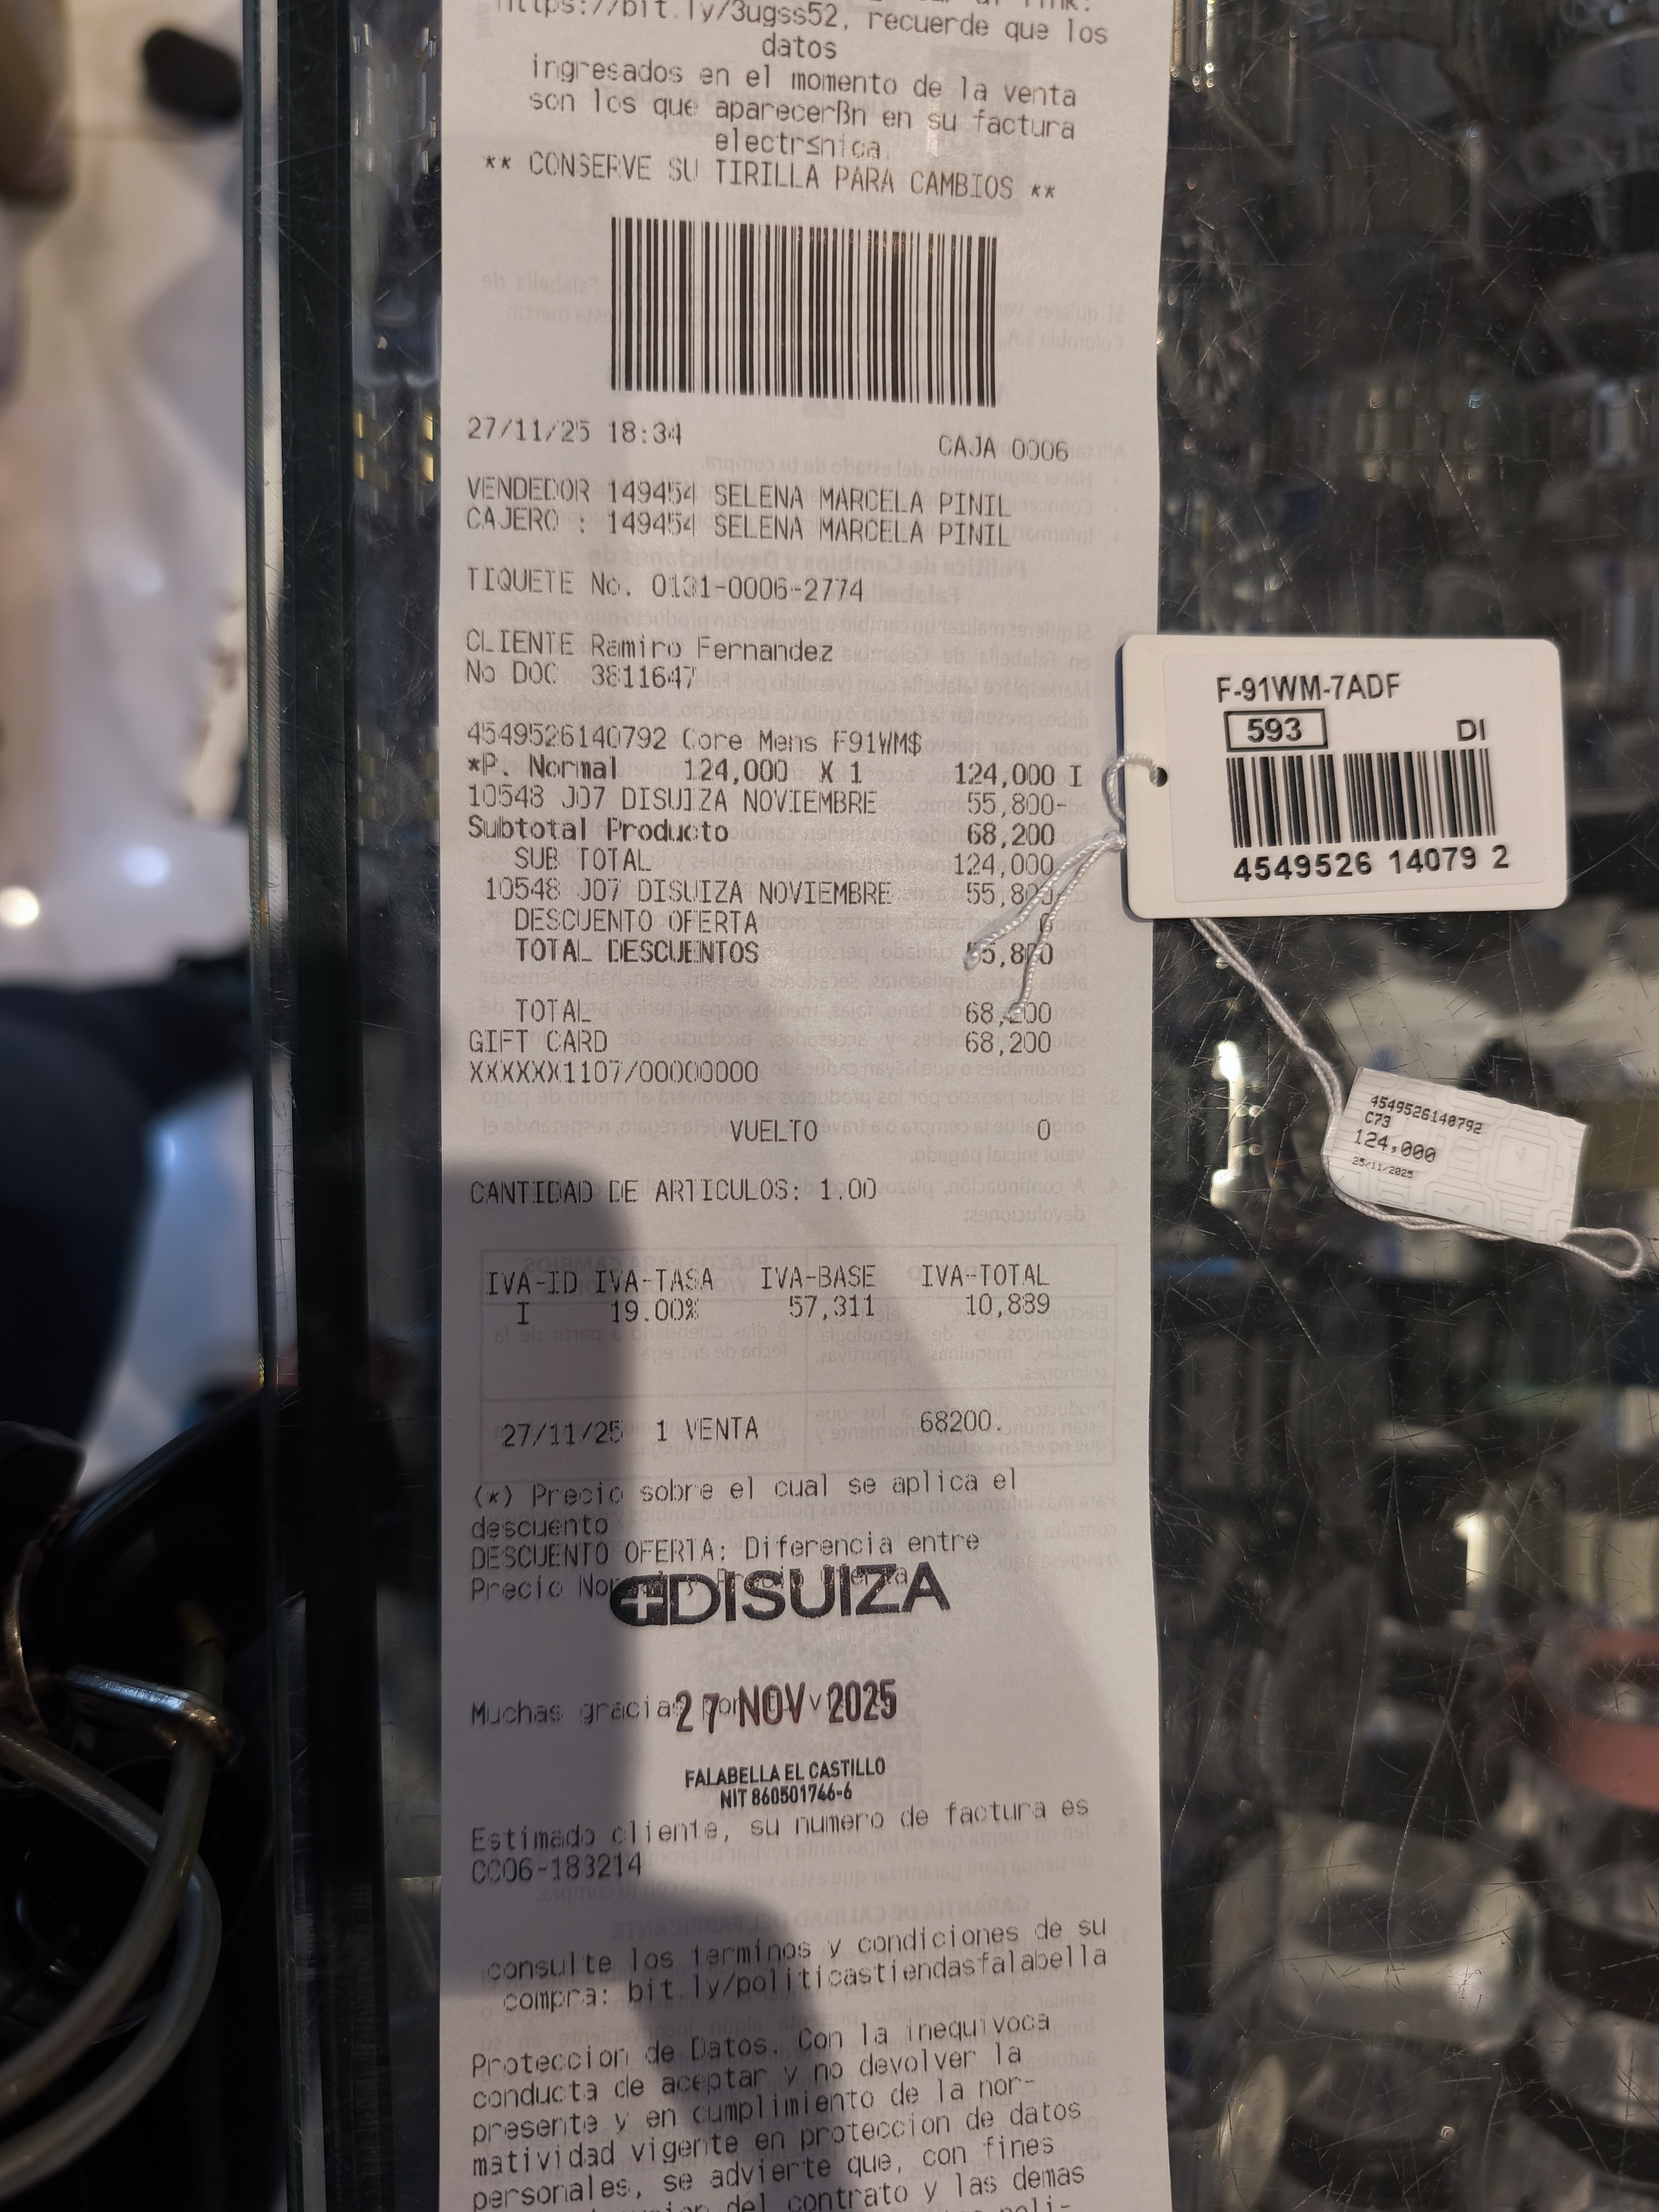 https://bit.ly/3ugss52, recuerde que los
datos
ingresados en el momento de la venta
son los que aparecerBn en su factura
electr≤nica.
** CONSERVE SU TIRILLA PARA CAMBIOS **
27/11/25 18:34 CAJA 0006
VENDEDOR 149454 SELENA MARCELA PINIL
CAJERO : 149454 SELENA MARCELA PINIL
TIQUETE No. 0131-0006-2774
CLIENTE Ramiro Fernandez
No DOC 3811647
4549526140792 Core Mens F91WM$
*P. Normal 124,000 X 1 124,000 I
10548 J07 DISUIZA NOVIEMBRE 55,800-
Subtotal Producto 68,200
SUB TOTAL 124,000
10548 J07 DISUIZA NOVIEMBRE 55,800-
DESCUENTO OFERTA 0
TOTAL DESCUENTOS 55,800
TOTAL 68,200
GIFT CARD 68,200
XXXXXX1107/00000000
VUELTO 0
CANTIDAD DE ARTICULOS: 1.00
IVA-ID IVA-TASA IVA-BASE IVA-TOTAL
I 19.00% 57,311 10,889
27/11/25 1 VENTA 68200.
(*) Precio sobre el cual se aplica el
descuento
DESCUENTO OFERTA: Diferencia entre
Precio
DISUIZA
Muchas gracias
27 NOV 2025
FALABELLA EL CASTILLO
NIT 860501746-6
Estimado cliente, su numero de factura es
CC06-183214
consulte los terminos y condiciones de su
compra: bit.ly/politicastiendasfalabella
Proteccion de Datos. Con la inequivoca
conducta de aceptar y no devolver la
presente y en cumplimiento de la nor-
matividad vigente en proteccion de datos
personales, se advierte que, con fines
del contrato y las demas
F-91WM-7ADF
593 DI
4549526 14079 2
4549526140792
C73
124,000
25/11/2025